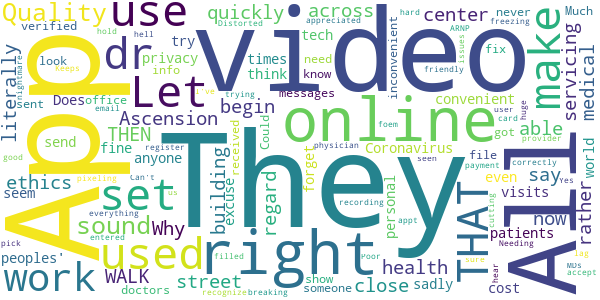 Quality
use
quickly
across
center
never
Much
verified
hard
ARNP
freezing
appreciated
hold
hell
Distorted
look
dr
try
privacy
tech
fix
issues
office
info
times
need
friendly
inconvenient
make
servicing
medical
literally
nightmare
keeps
App
video
Let
think
know
messages
email
Does
i've
trying
user
card
huge
Sent
Ascension
begin
convenient
got
able
send
THEN
register
excuse
received
Could
online
Coronavirus
provider
world
good
fine
anyone
us
foem
physician
file
correctly
Yes
ethics
pixeling
building
forget
They
personal
payment
even
say
All
seem
Can't
set
sound
why
regard
seen
THAT
visits
rather
everything
used
right
recording
appt
cutting
now
patients
Needing
peoples'
entered
WALK
street
show
Poor
close
health
sure
cost
hear
lag
MDs
accept
pick
work
doctors
filled
recognize
breaking
someone
sadly